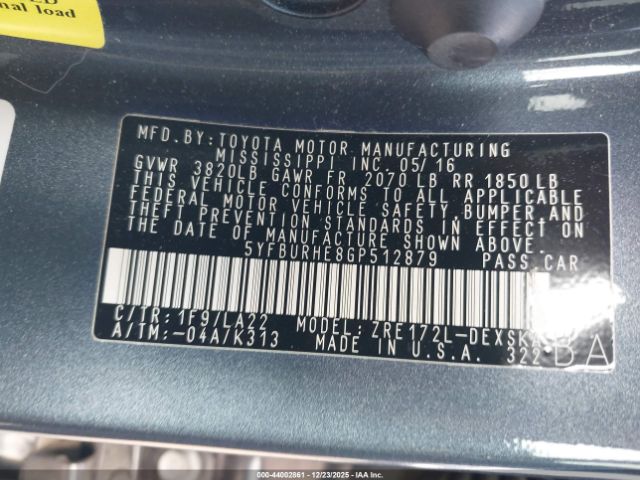 nal load
MFD.BY:TOYOTA MOTOR MANUFACTURING
MISSISSIPPI INC.05/16
GVWR 3820LB GAWR FR 2070 LB RR 1850LB
THIS VEHICLE CONFORMS TO ALL APPLICABLE
FEDERAL MOTOR VEHICLE SAFETY,BUMPER,AND
THEFT PREVENTION STANDARDS IN EFFECT ON
THE DATE OF MANUFACTURE SHOWN ABOVE.
5YFBURHE8GP512879 PASS.CAR
C/TR:1F9/LA22 MODEL:ZRE172L-DEXSKA
A/TM:-04A/K313 MADE IN U.S.A. 322 BA
000-44002861 - 12/23/2025 - IAA Inc.